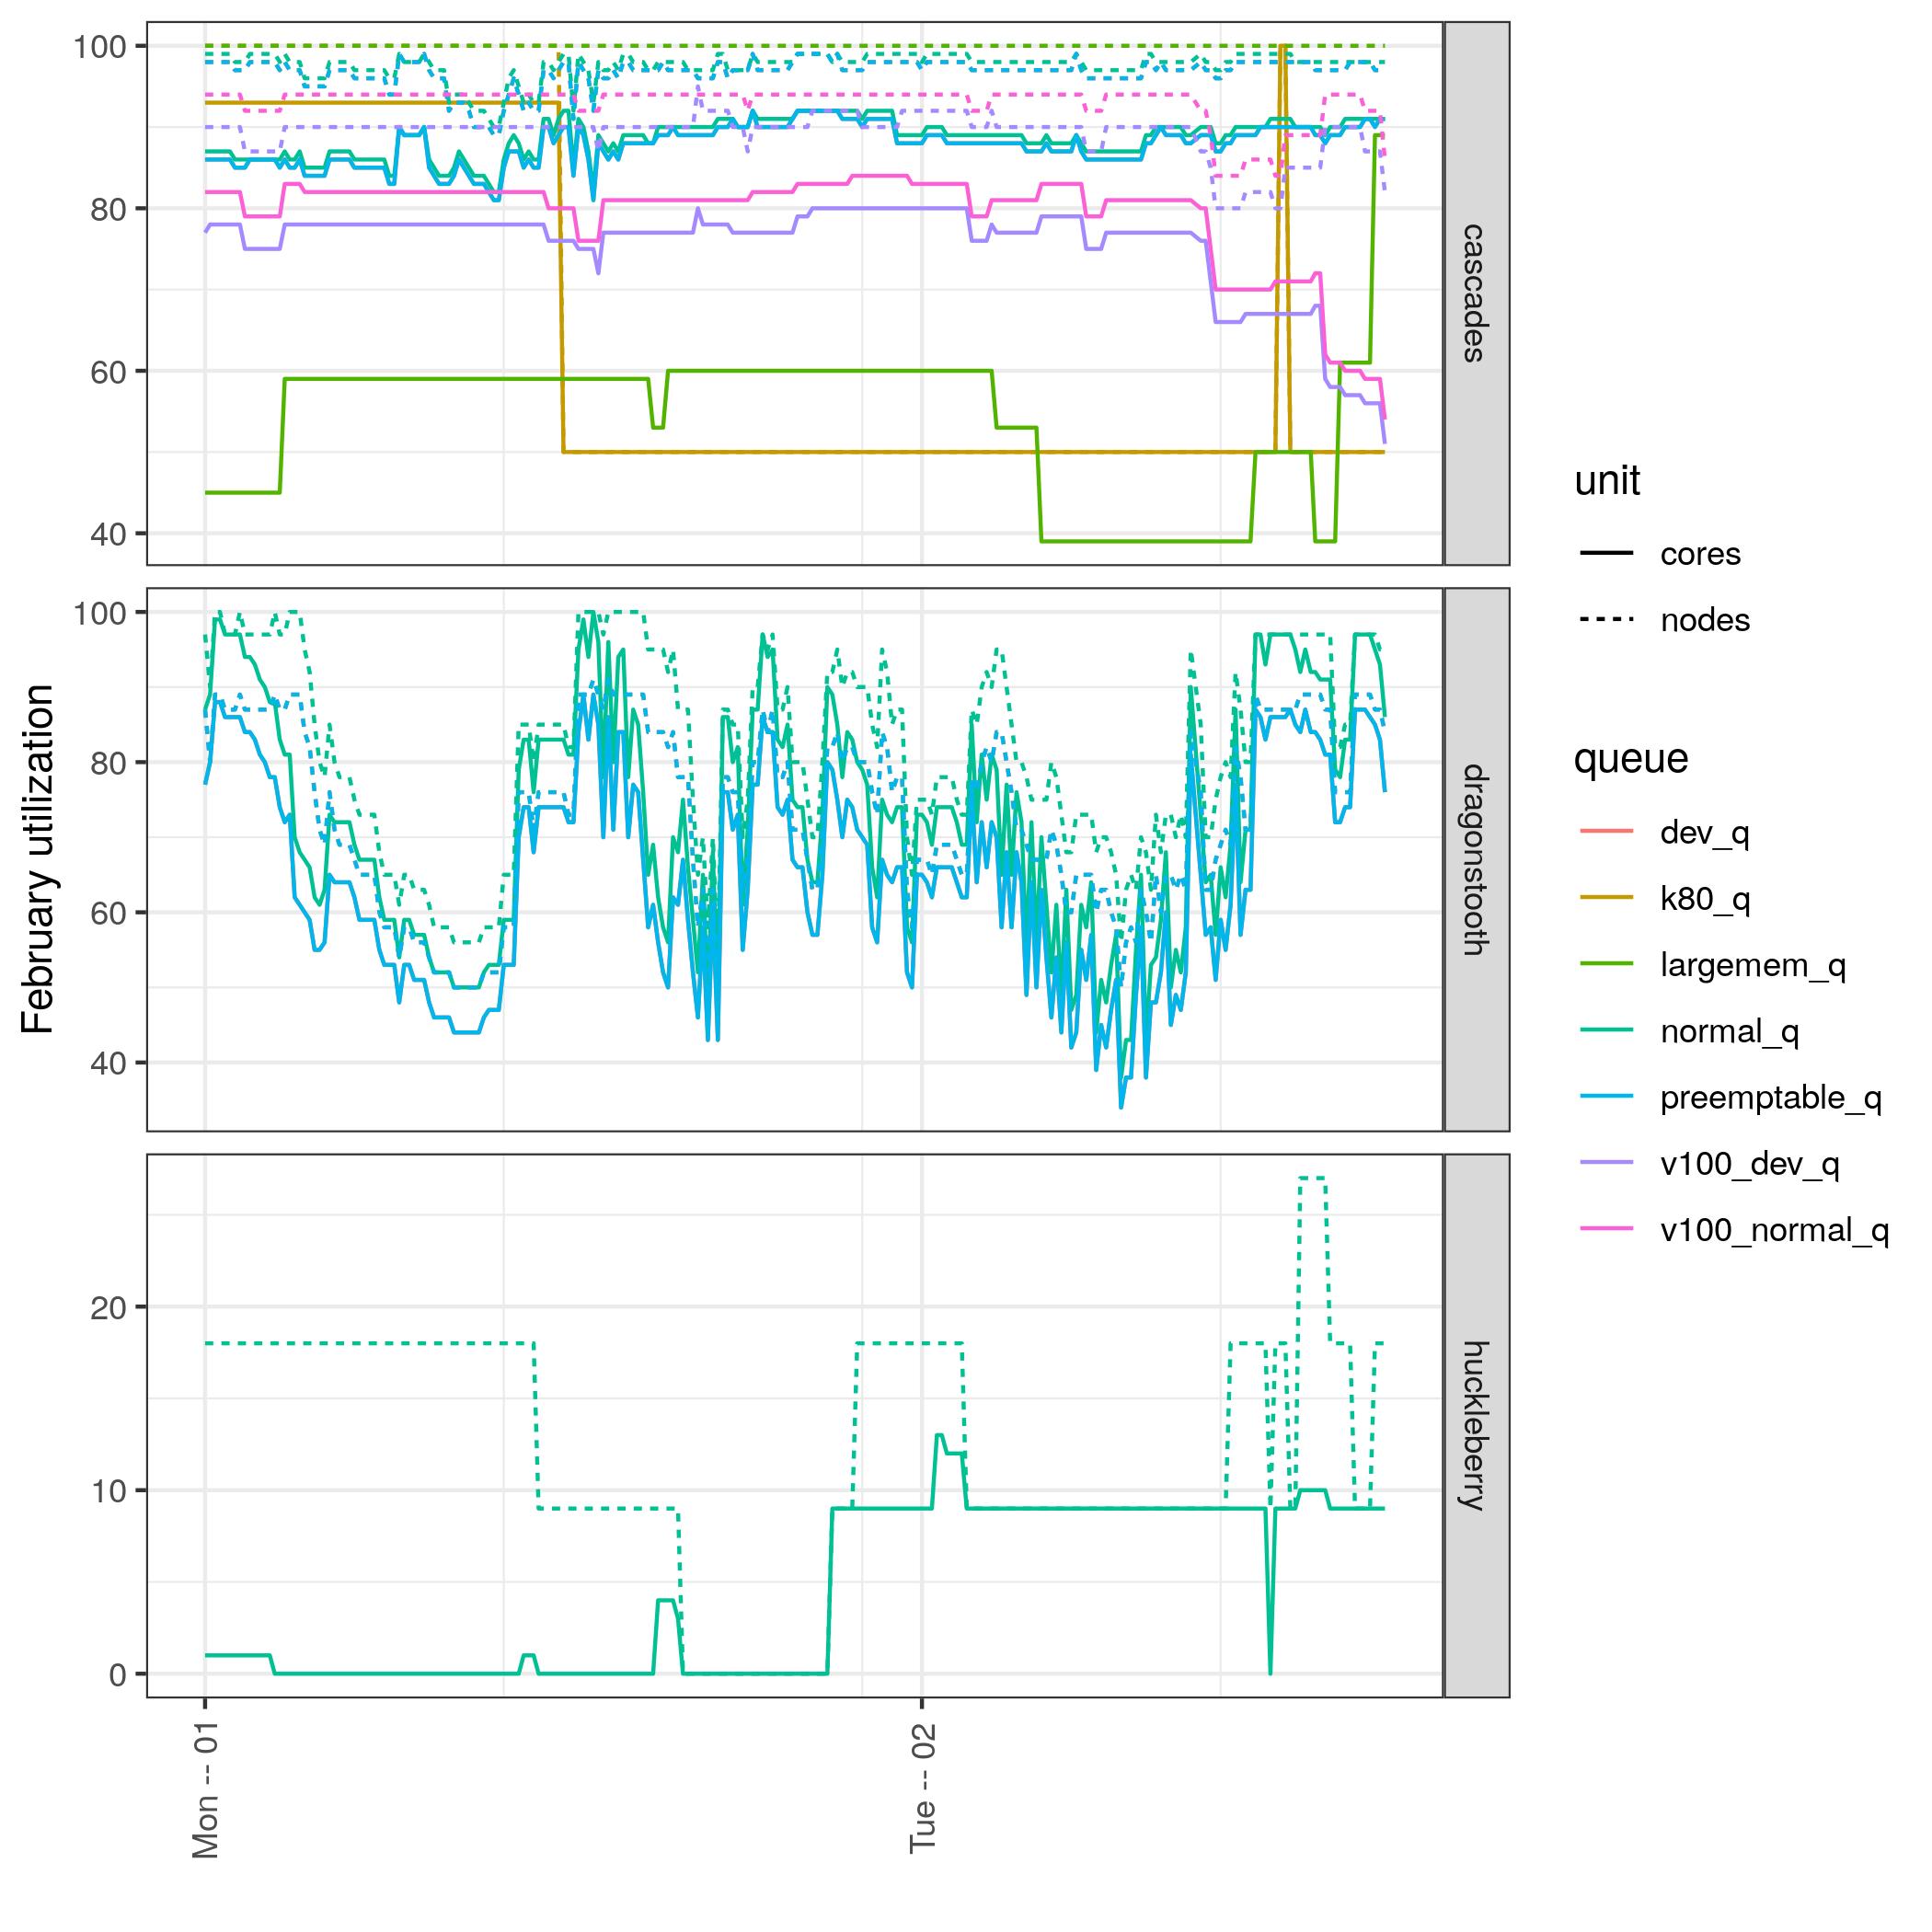 February utilization
100
80
60
40
cascades
100
80
60
40
dragonstooth
20
10
0
huckleberry
Mon -- 01
Tue -- 02
unit
cores
nodes
queue
dev_q
k80_q
largemem_q
normal_q
preemptable_q
v100_dev_q
v100_normal_q